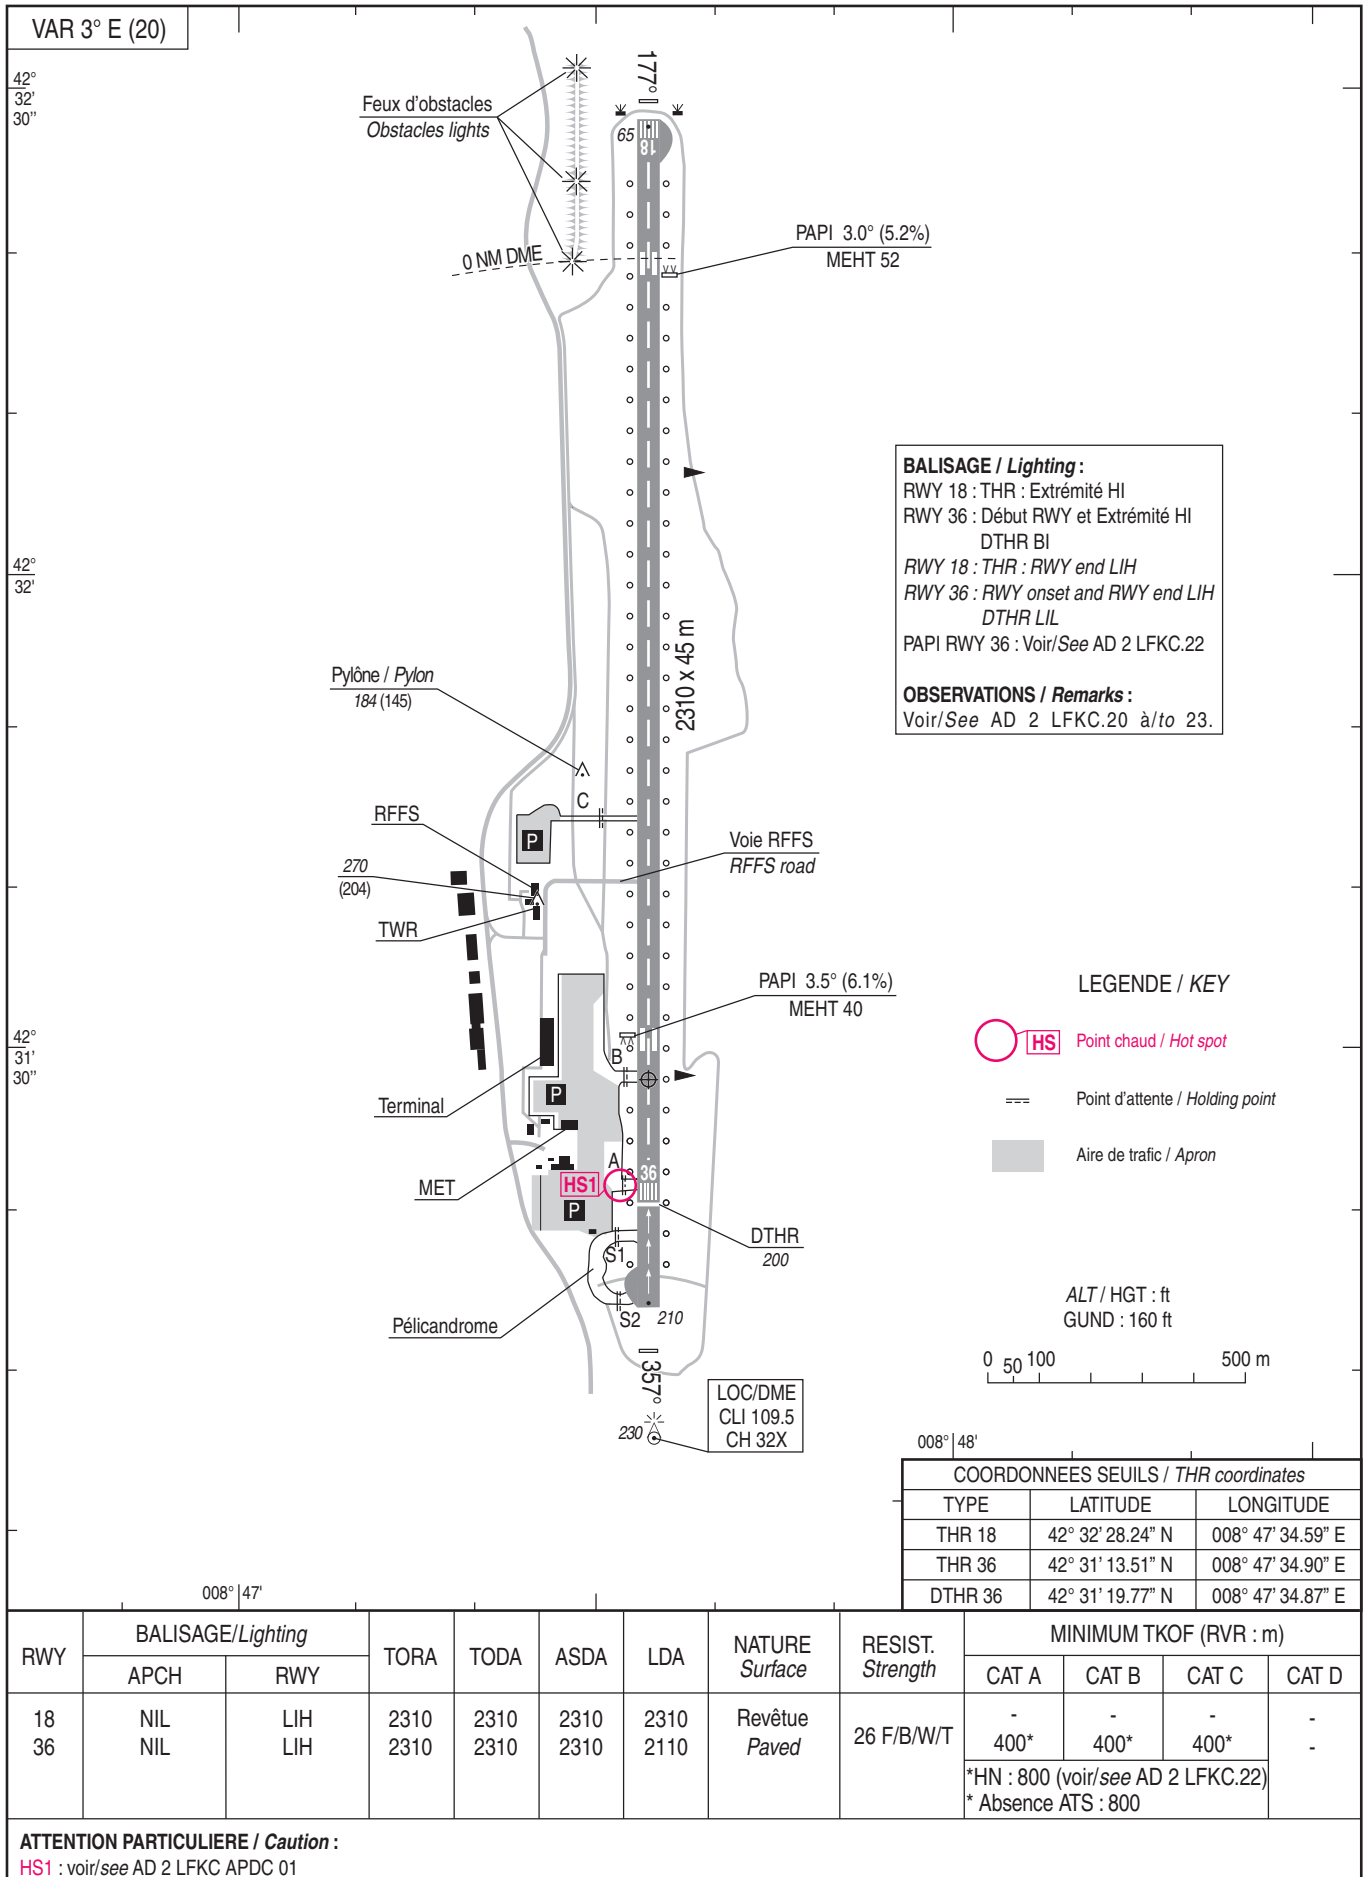 VAR 3° E (20)
42°
32'
30"
177°
Feux d'obstacles
Obstacles lights
65
18
0 NM DME
PAPI 3.0° (5.2%)
MEHT 52
BALISAGE / Lighting :
RWY 18 : THR : Extrémité HI
RWY 36 : Début RWY et Extrémité HI
DTHR BI
RWY 18 : THR : RWY end LIH
RWY 36 : RWY onset and RWY end LIH
DTHR LIL
PAPI RWY 36 : Voir/See AD 2 LFKC.22
OBSERVATIONS / Remarks :
Voir/See AD 2 LFKC.20 à/to 23.
42°
32'
2310 x 45 m
Pylône / Pylon
184 (145)
C
RFFS
P
Voie RFFS
RFFS road
270
(204)
TWR
PAPI 3.5° (6.1%)
MEHT 40
LEGENDE / KEY
HS Point chaud / Hot spot
Point d'attente / Holding point
Aire de trafic / Apron
42°
31'
30"
B
P
Terminal
A
36
MET
HS1
P
DTHR
200
S1
S2
210
Pélicandrome
ALT / HGT : ft
GUND : 160 ft
0 50 100 500 m
357°
LOC/DME
CLI 109.5
CH 32X
230
008° 48'
COORDONNEES SEUILS / THR coordinates
TYPE LATITUDE LONGITUDE
THR 18 42° 32' 28.24" N 008° 47' 34.59" E
THR 36 42° 31' 13.51" N 008° 47' 34.90" E
DTHR 36 42° 31' 19.77" N 008° 47' 34.87" E
008° 47'
RWY BALISAGE/Lighting TORA TODA ASDA LDA NATURE RESIST. MINIMUM TKOF (RVR : m)
Surface Strength
APCH RWY CAT A CAT B CAT C CAT D
18 NIL LIH 2310 2310 2310 2310 Revêtue 26 F/B/W/T - - - -
36 NIL LIH 2310 2310 2310 2110 Paved 400* 400* 400* -
*HN : 800 (voir/see AD 2 LFKC.22)
* Absence ATS : 800
ATTENTION PARTICULIERE / Caution :
HS1 : voir/see AD 2 LFKC APDC 01